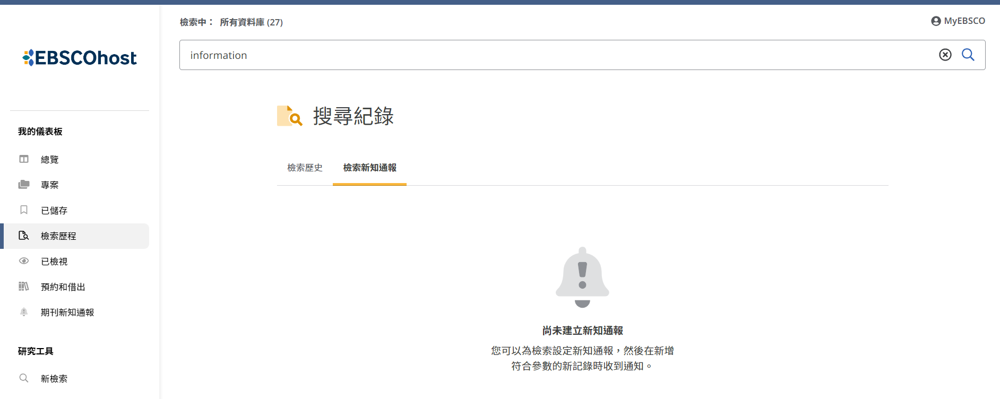 檢索中： 所有資料庫 (27)
MyEBSCO
EBSCOhost
information
搜尋紀錄
檢索歷史
檢索新知通報
我的儀表板
總覽
專案
已儲存
檢索歷程
已檢視
預約和借出
期刊新知通報
研究工具
新檢索
尚未建立新知通報
您可以為檢索設定新知通報，然後在新增
符合參數的新記錄時收到通知。